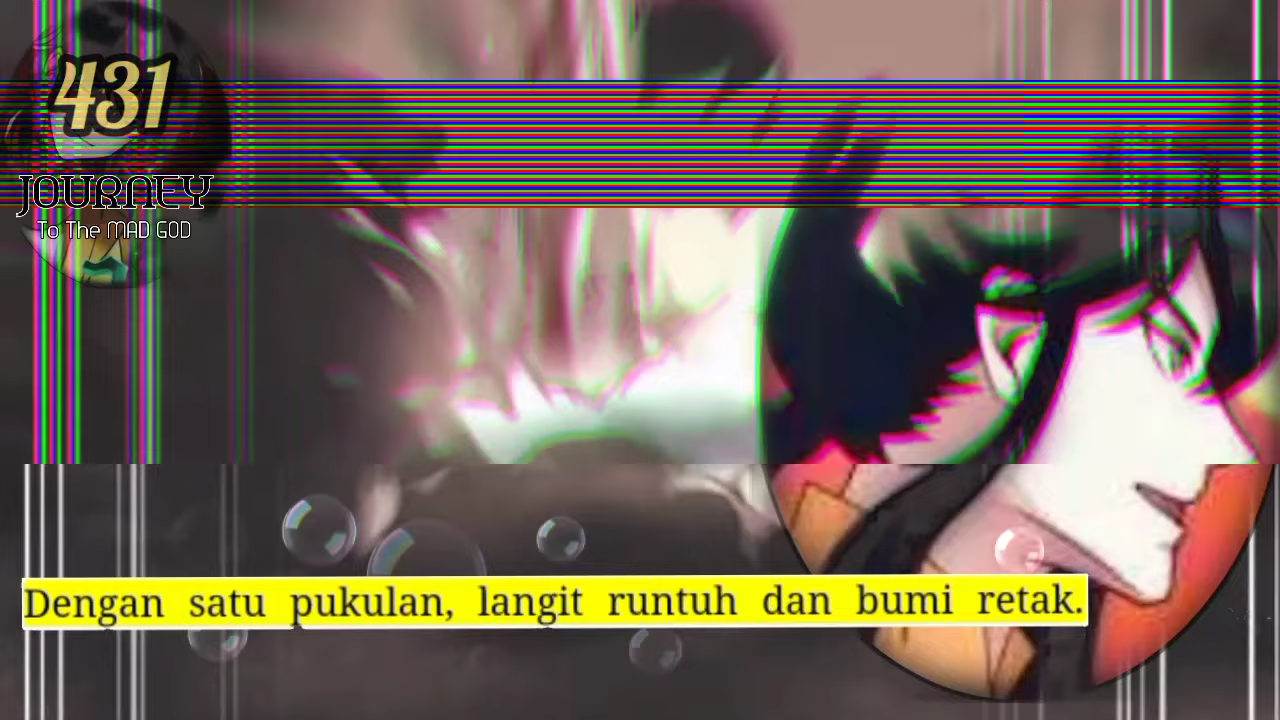 431
JOURNEY
To The MAD GOD
Dengan satu pukulan, langit runtuh dan bumi retak.